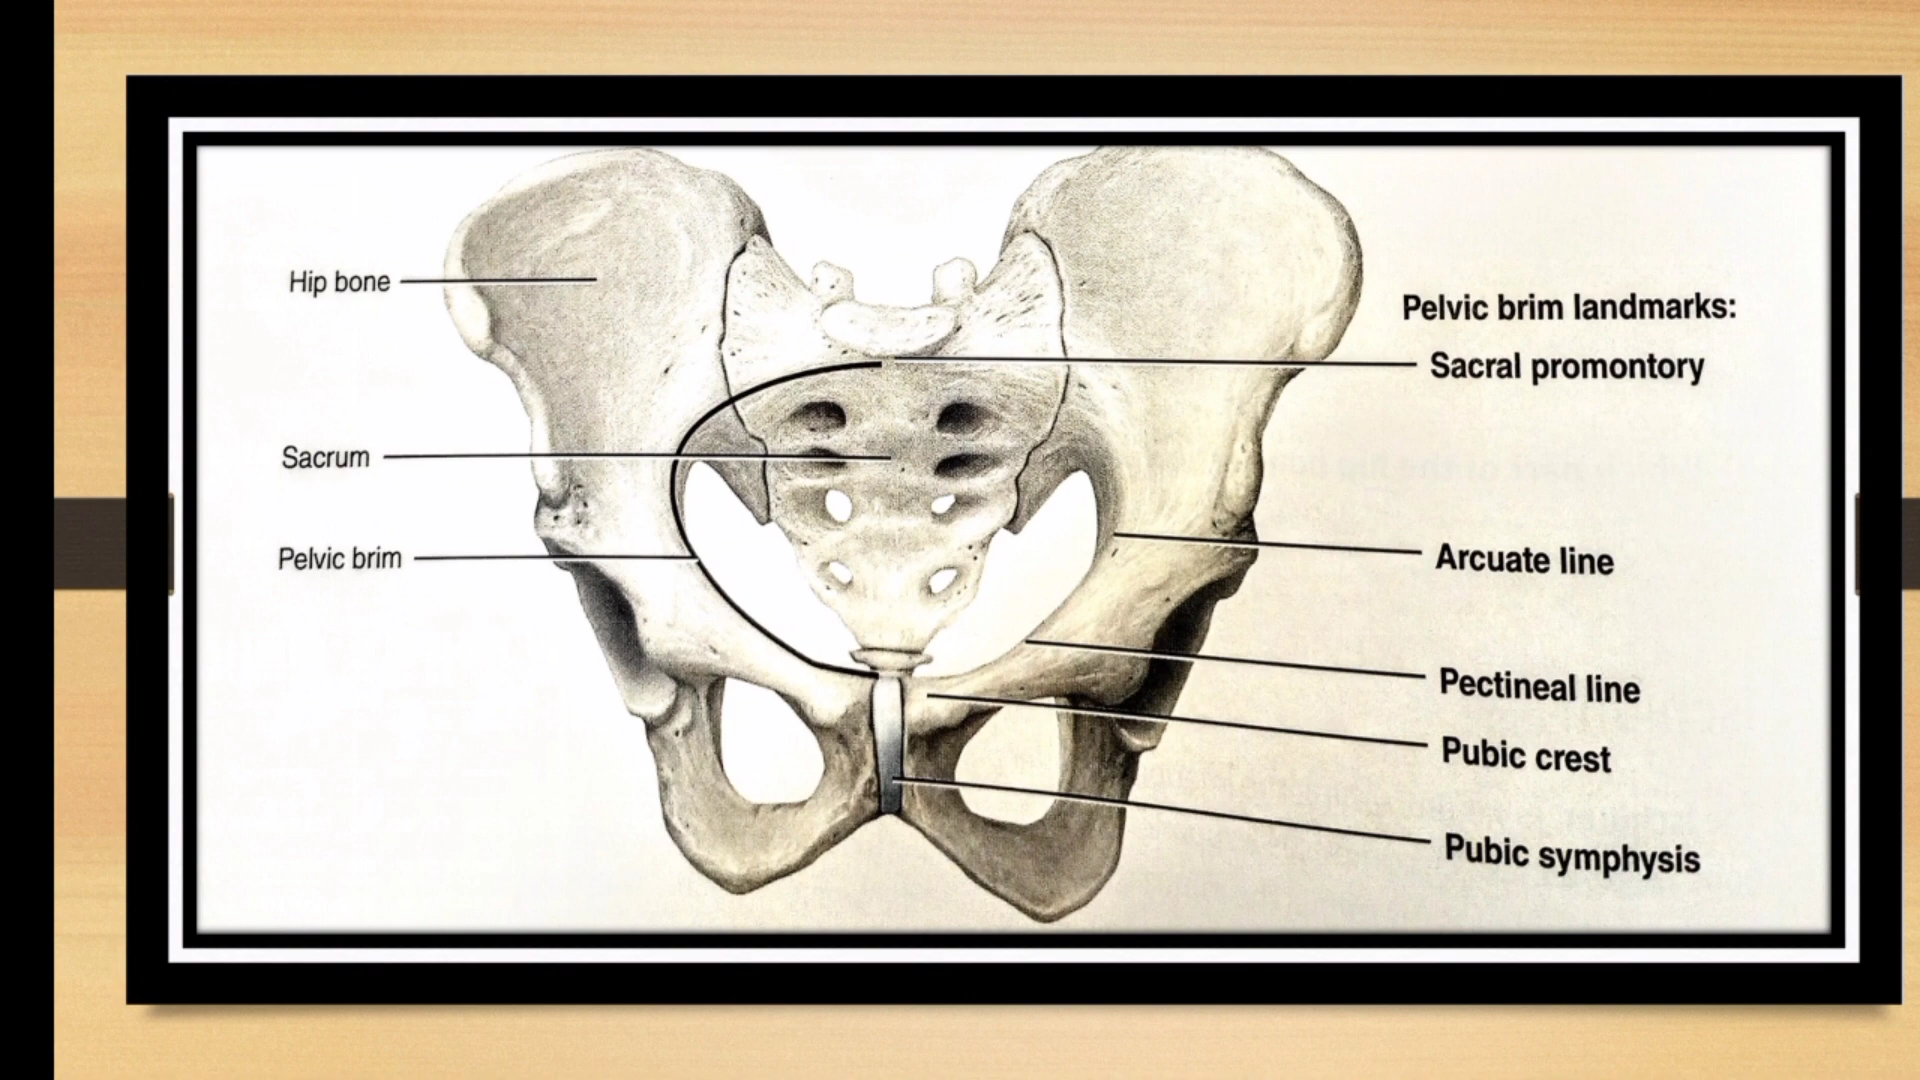 Hip bone
Sacrum
Pelvic brim
Pelvic brim landmarks:
Sacral promontory
Arcuate line
Pectineal line
Pubic crest
Pubic symphysis